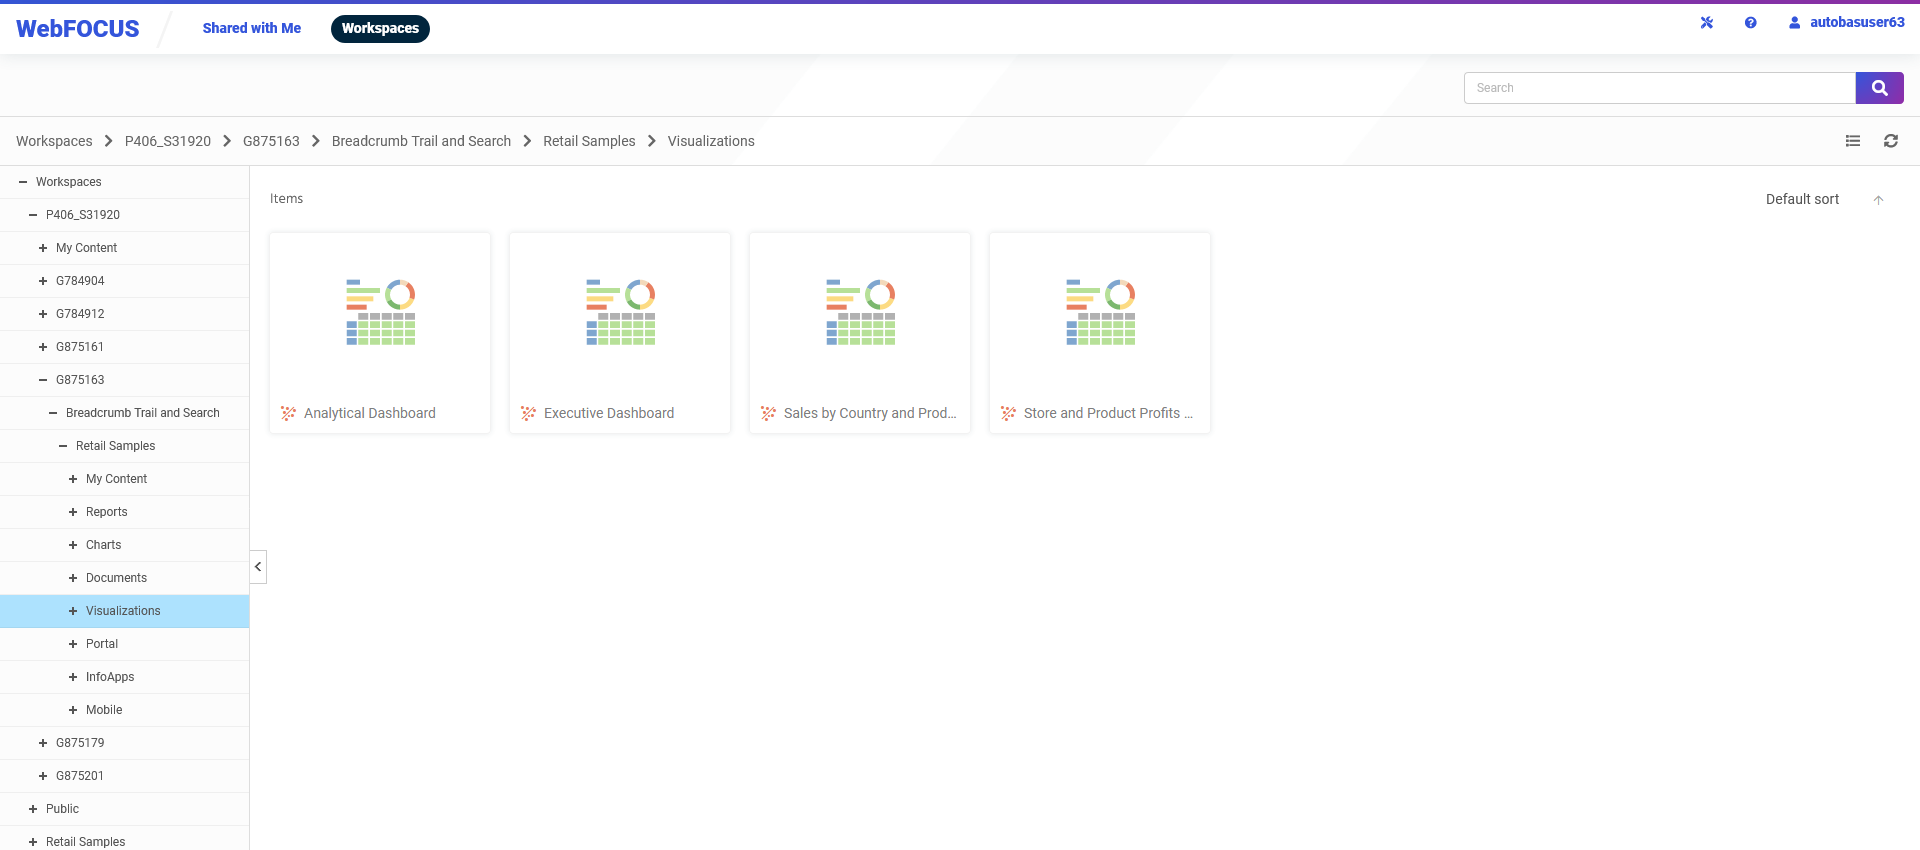 WebFOCUS
Shared with Me
Workspaces
autobasuser63
Search
Workspaces
P406_S31920
G875163
Breadcrumb Trail and Search
Retail Samples
Visualizations
Workspaces
P406_S31920
My Content
G784904
G784912
G875161
G875163
Breadcrumb Trail and Search
Retail Samples
My Content
Reports
Charts
Documents
Visualizations
Portal
InfoApps
Mobile
G875179
G875201
Public
Retail Samples
Items
Default sort
Analytical Dashboard
Executive Dashboard
Sales by Country and Prod...
Store and Product Profits ...